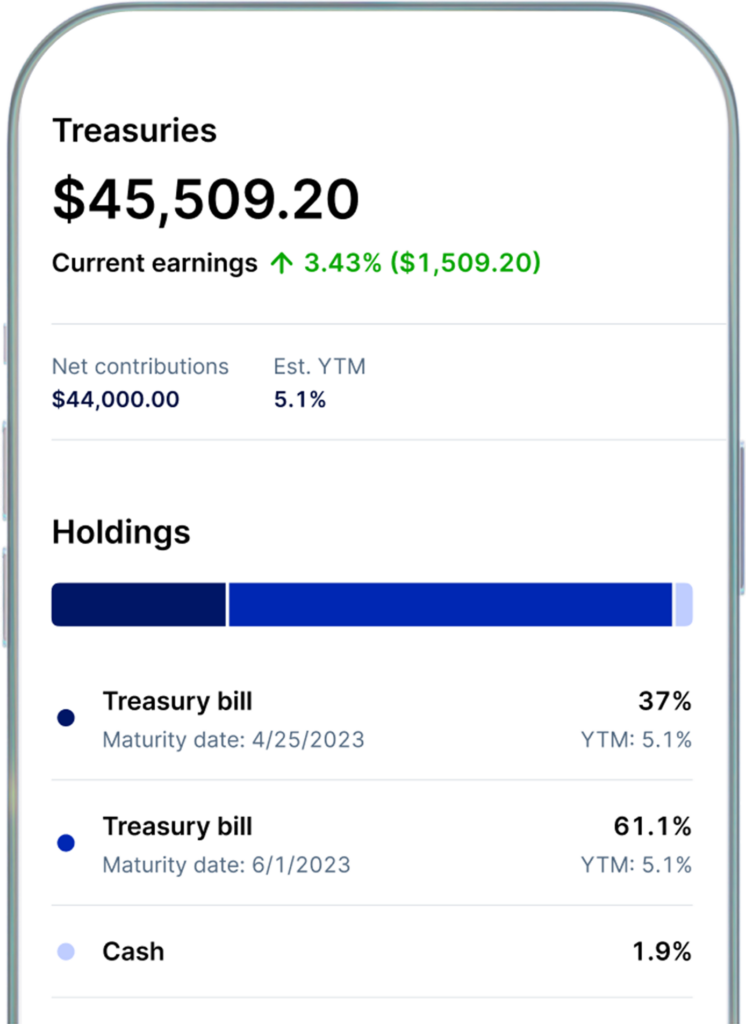 Treasuries
$45,509.20
Current earnings ↑ 3.43% ($1,509.20)
Net contributions Est. YTM
$44,000.00 5.1%
Holdings
Treasury bill 37%
Maturity date: 4/25/2023 YTM: 5.1%
Treasury bill 61.1%
Maturity date: 6/1/2023 YTM: 5.1%
Cash 1.9%